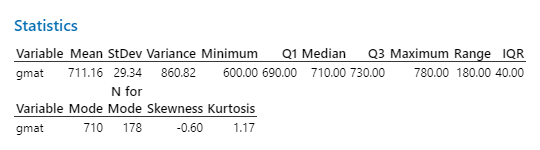 Statistics
Variable Mean StDev Variance Minimum Q1 Median Q3 Maximum Range IQR
gmat 711.16 29.34 860.82 600.00 690.00 710.00 730.00 780.00 180.00 40.00
N for
Variable Mode Mode Skewness Kurtosis
gmat 710 178 -0.60 1.17